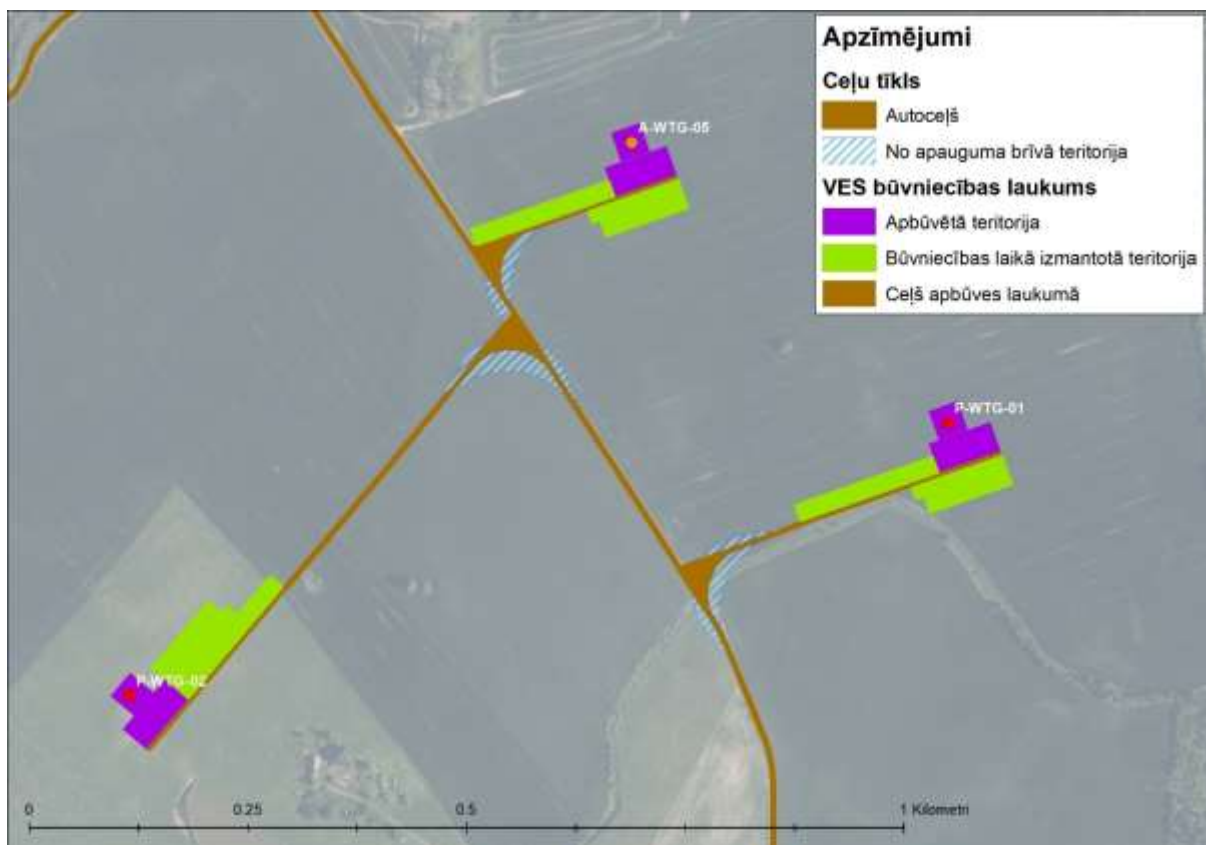 Apzīmējumi
Ceļu tīkls
Autoceļš
No apauguma brīvā teritorija
VES būvniecības laukums
Apbūvētā teritorija
Būvniecības laikā izmantotā teritorija
Ceļš apbūves laukumā
A-WTG-05
P-WTG-01
P-WTG-02
0 0.25 0.5 1 Kilometri